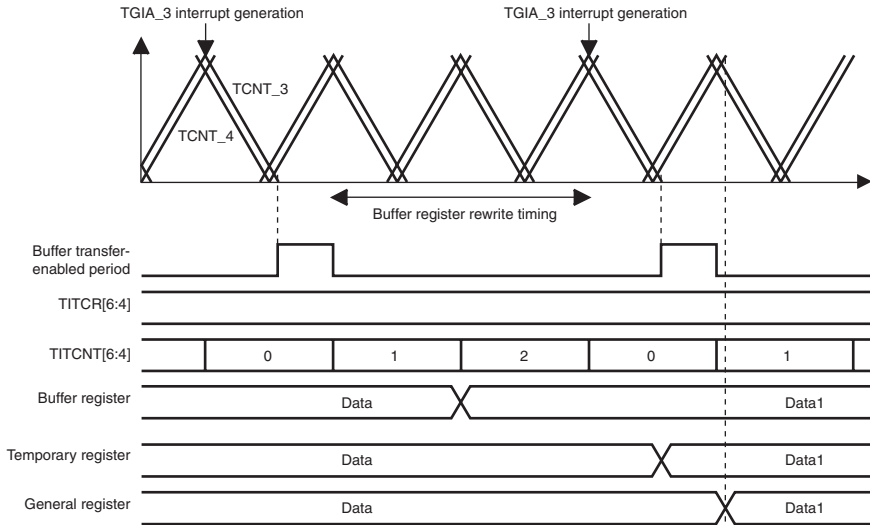 TGIA_3 interrupt generation
TGIA_3 interrupt generation
TCNT_3
TCNT_4
Buffer register rewrite timing
Buffer transfer-
enabled period
TITCR[6:4]
TITCNT[6:4]
0
1
2
0
1
Buffer register
Data
Data1
Temporary register
Data
Data1
General register
Data
Data1